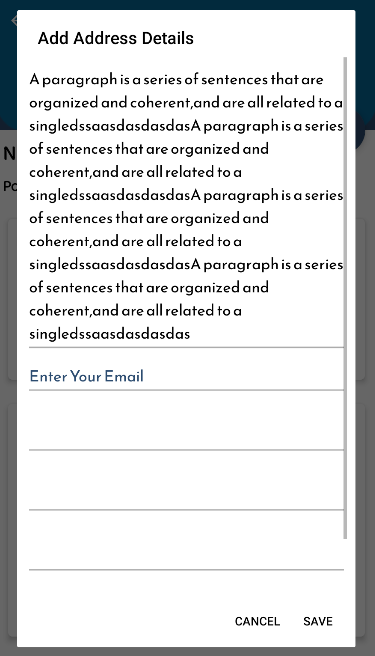 Add Address Details
N
Po
A paragraph is a series of sentences that are
organized and coherent,and are all related to a
singledssaasdasdasdasA paragraph is a series
of sentences that are organized and
coherent,and are all related to a
singledssaasdasdasdasA paragraph is a series
of sentences that are organized and
coherent,and are all related to a
singledssaasdasdasdasA paragraph is a series
of sentences that are organized and
coherent,and are all related to a
singledssaasdasdasdas
Enter Your Email
CANCEL SAVE